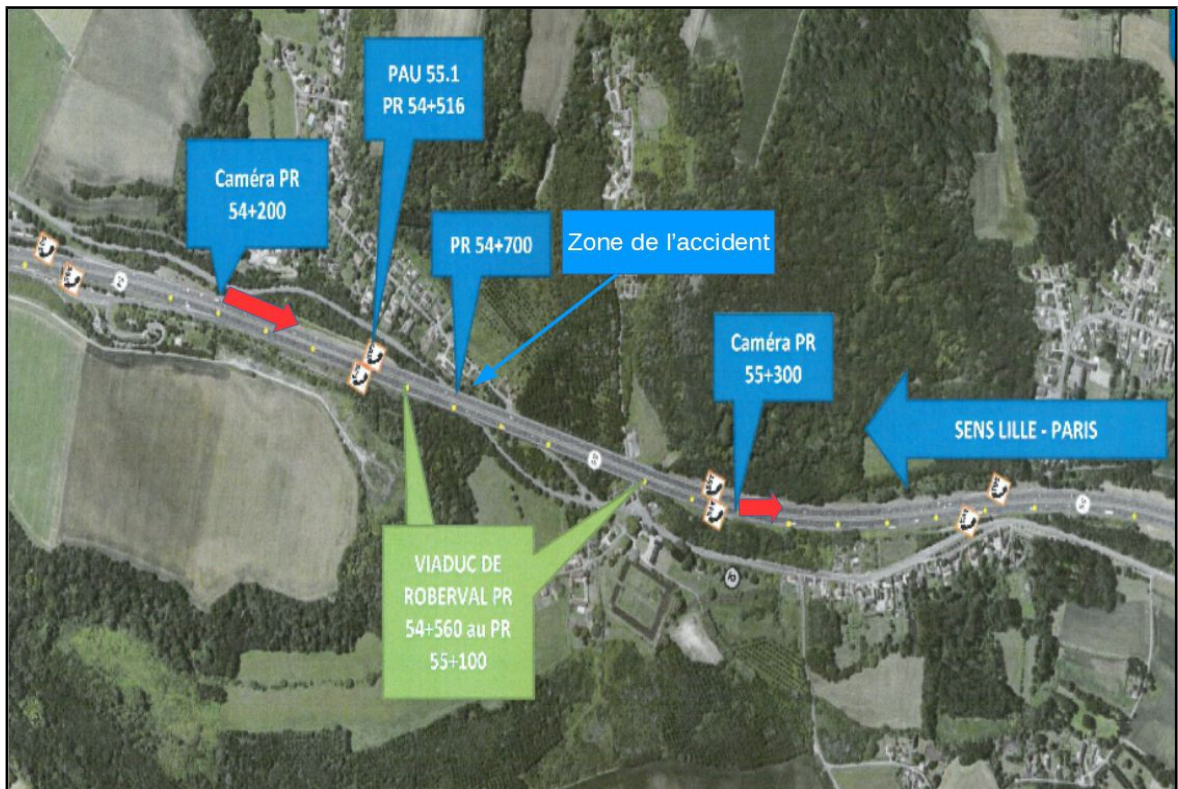 PAU 55.1
PR 54+516
Caméra PR
54+200
PR 54+700
Zone de l'accident
Caméra PR
55+300
SENS LILLE - PARIS
VIADUC DE
ROBERVAL PR
54+560 au PR
55+100